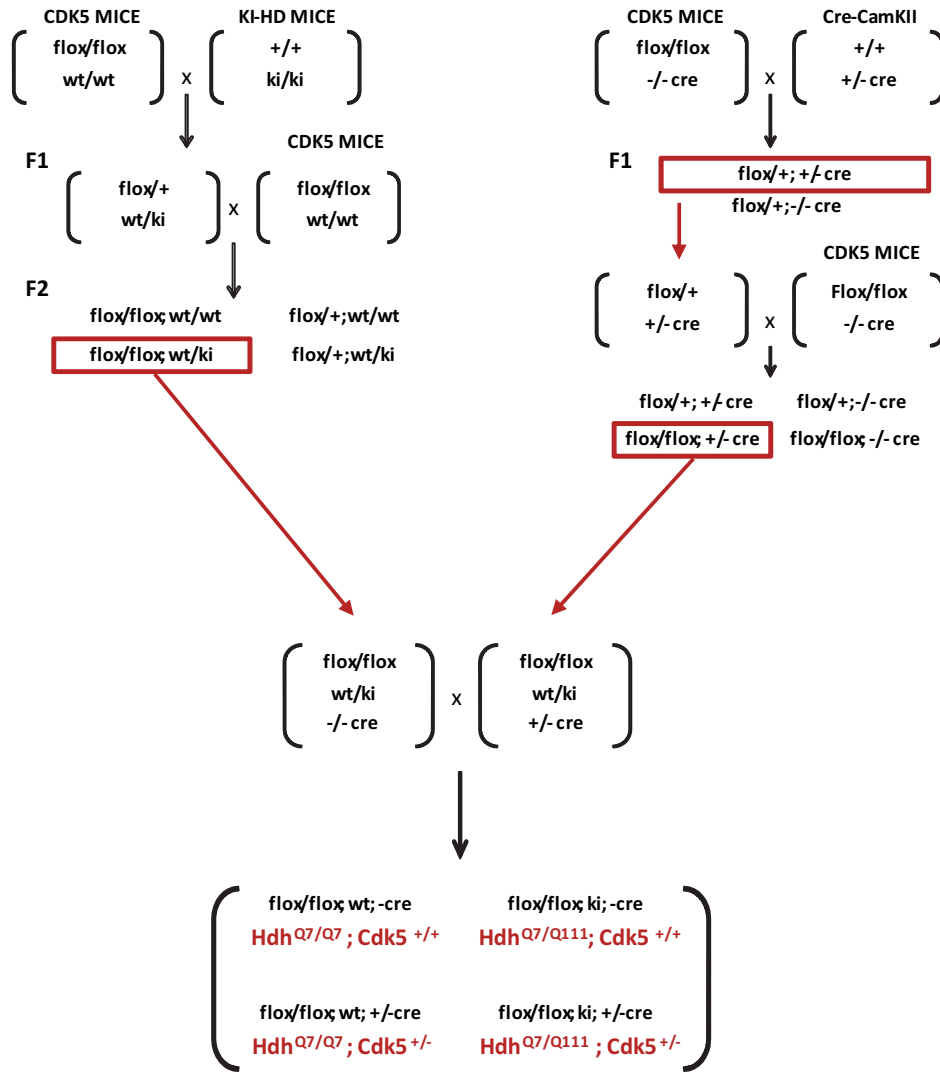 CDK5 MICE
KI-HD MICE
flox/flox
wt/wt
x
+/+
ki/ki
F1
CDK5 MICE
flox/+
wt/ki
x
flox/flox
wt/wt
F2
flox/flox; wt/wt
flox/+;wt/wt
flox/flox; wt/ki
flox/+;wt/ki
CDK5 MICE
Cre-CamKII
flox/flox
-/- cre
x
+/+
+/- cre
F1
flox/+; +/- cre
flox/+;-/- cre
CDK5 MICE
flox/+
+/- cre
x
Flox/flox
-/- cre
flox/+; +/- cre
flox/+;-/- cre
flox/flox; +/- cre
flox/flox; -/- cre
flox/flox
wt/ki
-/- cre
x
flox/flox
wt/ki
+/- cre
flox/flox; wt; -cre
flox/flox; ki; -cre
Hdh Q7/Q7 ; Cdk5 +/+
Hdh Q7/Q111; Cdk5 +/+
flox/flox; wt; +/-cre
flox/flox; ki; +/-cre
Hdh Q7/Q7 ; Cdk5 +/-
Hdh Q7/Q111 ; Cdk5 +/-